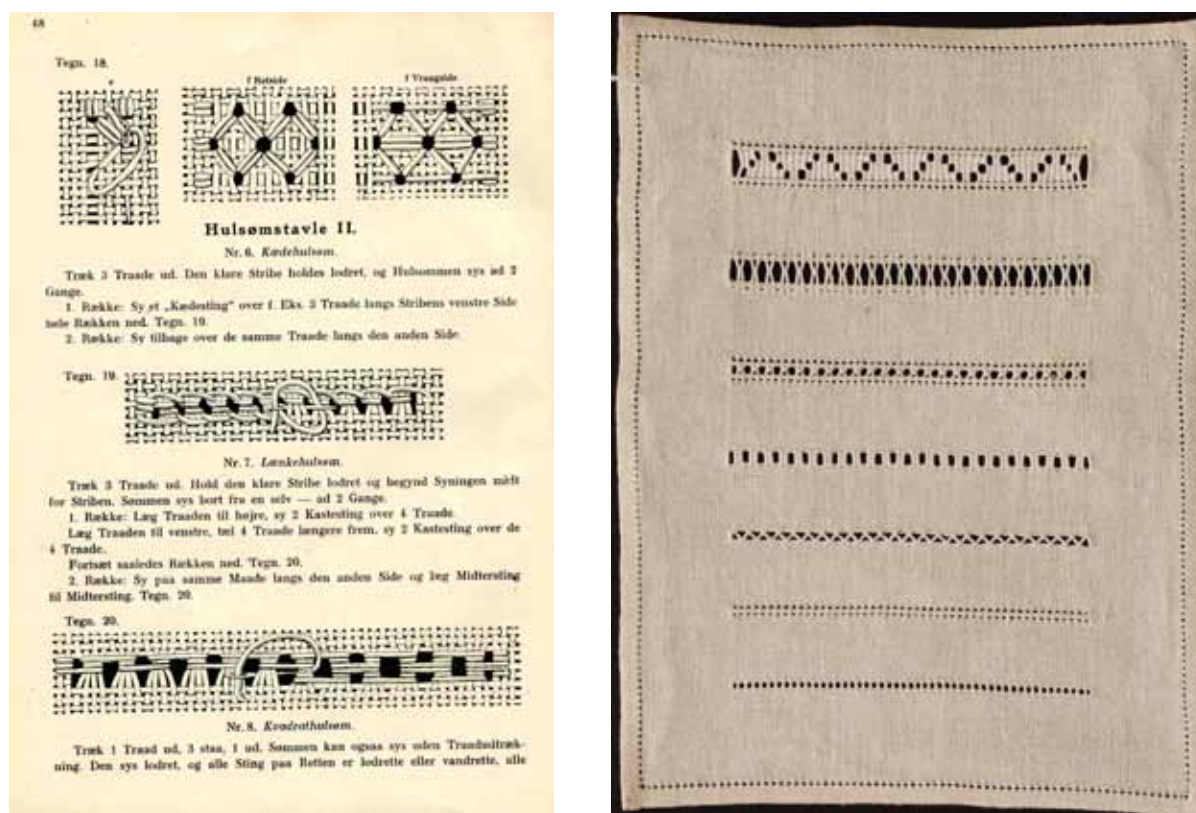 48
Tegn. 18.
e
f Retside
f Vrangside
Hulsømstavle II.
Nr. 6. Kædehulsøm.
Træk 3 Traade ud. Den klare Stribe holdes lodret, og Hulsømmen sys ad 2
Gange.
1. Række: Sy et „Kædesting“ over f. Eks. 3 Traade langs Stribens venstre Side
hele Rækken ned. Tegn. 19.
2. Række: Sy tilbage over de samme Traade langs den anden Side.
Tegn. 19.
Nr. 7. Lænkehulsøm.
Træk 3 Traade ud. Hold den klare Stribe lodret og begynd Syningen midt
for Striben. Sømmen sys bort fra en selv — ad 2 Gange.
1. Række: Læg Traaden til højre, sy 2 Kastesting over 4 Traade.
Læg Traaden til venstre, tæl 4 Traade længere frem, sy 2 Kastesting over de
4 Traade.
Fortsæt saaledes Rækken ned. Tegn. 20.
2. Række: Sy paa samme Maade langs den anden Side og læg Midtersting
til Midtersting. Tegn. 20.
Tegn. 20.
Nr. 8. Kvadrathulsøm.
Træk 1 Traad ud, 3 staa, 1 ud. Sømmen kan ogsaa sys uden Traadudtræk-
ning. Den sys lodret, og alle Sting paa Retten er lodrette eller vandrette, alle